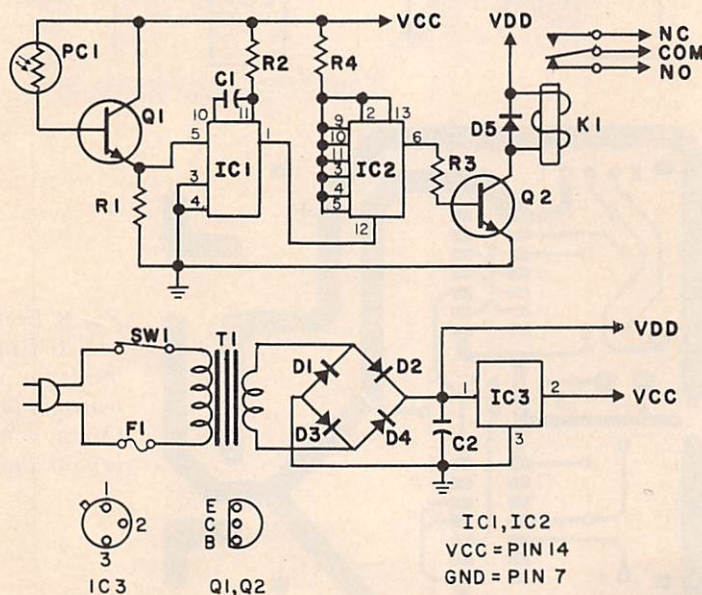 VCC
VDD
NC
COM
NO
PC1
R2
R4
C1
Q1
10
11
2
13
D5
K1
5
1
9
10
11
3
4
5
6
IC1
IC2
R3
3
4
Q2
R1
12
SW1
T1
VDD
D1
D2
1
IC3
2
VCC
F1
D3
D4
C2
3
1
2
3
IC3
E
C
B
Q1,Q2
IC1,IC2
VCC = PIN 14
GND = PIN 7